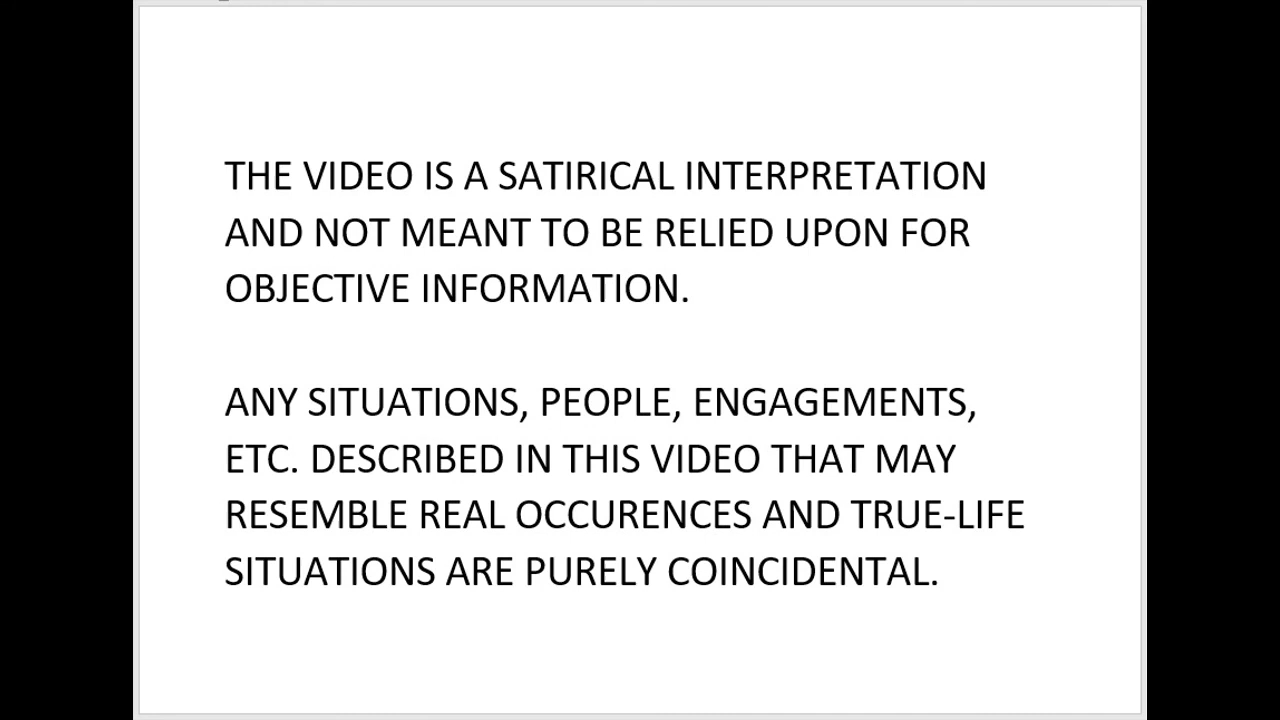 THE VIDEO IS A SATIRICAL INTERPRETATION
AND NOT MEANT TO BE RELIED UPON FOR
OBJECTIVE INFORMATION.
ANY SITUATIONS, PEOPLE, ENGAGEMENTS,
ETC. DESCRIBED IN THIS VIDEO THAT MAY
RESEMBLE REAL OCCURENCES AND TRUE-LIFE
SITUATIONS ARE PURELY COINCIDENTAL.